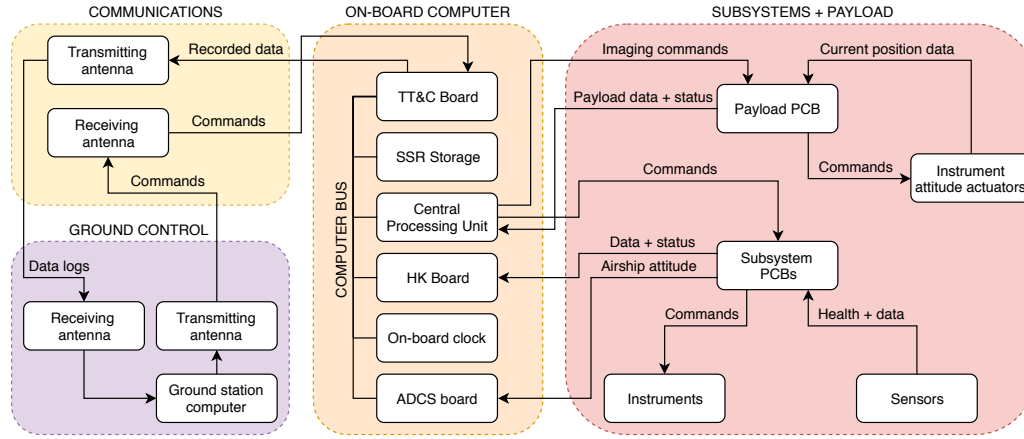 COMMUNICATIONS
Transmitting
antenna
Recorded data
Receiving
antenna
Commands
Commands
GROUND CONTROL
Data logs
Receiving
antenna
Transmitting
antenna
Ground station
computer
ON-BOARD COMPUTER
COMPUTER BUS
TT&C Board
SSR Storage
Central
Processing Unit
HK Board
On-board clock
ADCS board
SUBSYSTEMS + PAYLOAD
Imaging commands
Current position data
Payload data + status
Payload PCB
Commands
Instrument
attitude actuators
Commands
Data + status
Airship attitude
Subsystem
PCBs
Commands
Health + data
Instruments
Sensors